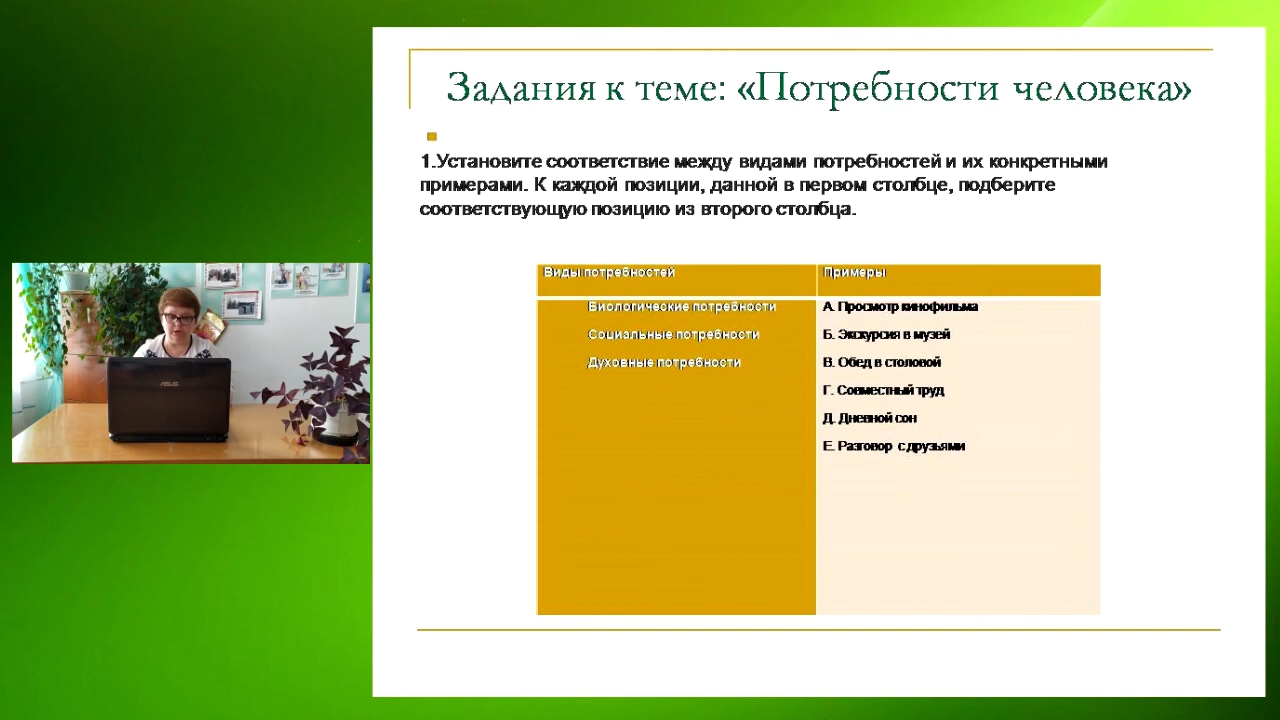 Задания к теме: «Потребности человека»
1.Установите соответствие между видами потребностей и их конкретными
примерами. К каждой позиции, данной в первом столбце, подберите
соответствующую позицию из второго столбца.
Виды потребностей
Примеры
Биологические потребности
А. Просмотр кинофильма
Социальные потребности
Б. Экскурсия в музей
Духовные потребности
В. Обед в столовой
Г. Совместный труд
Д. Дневной сон
Е. Разговор с друзьями
ASUS